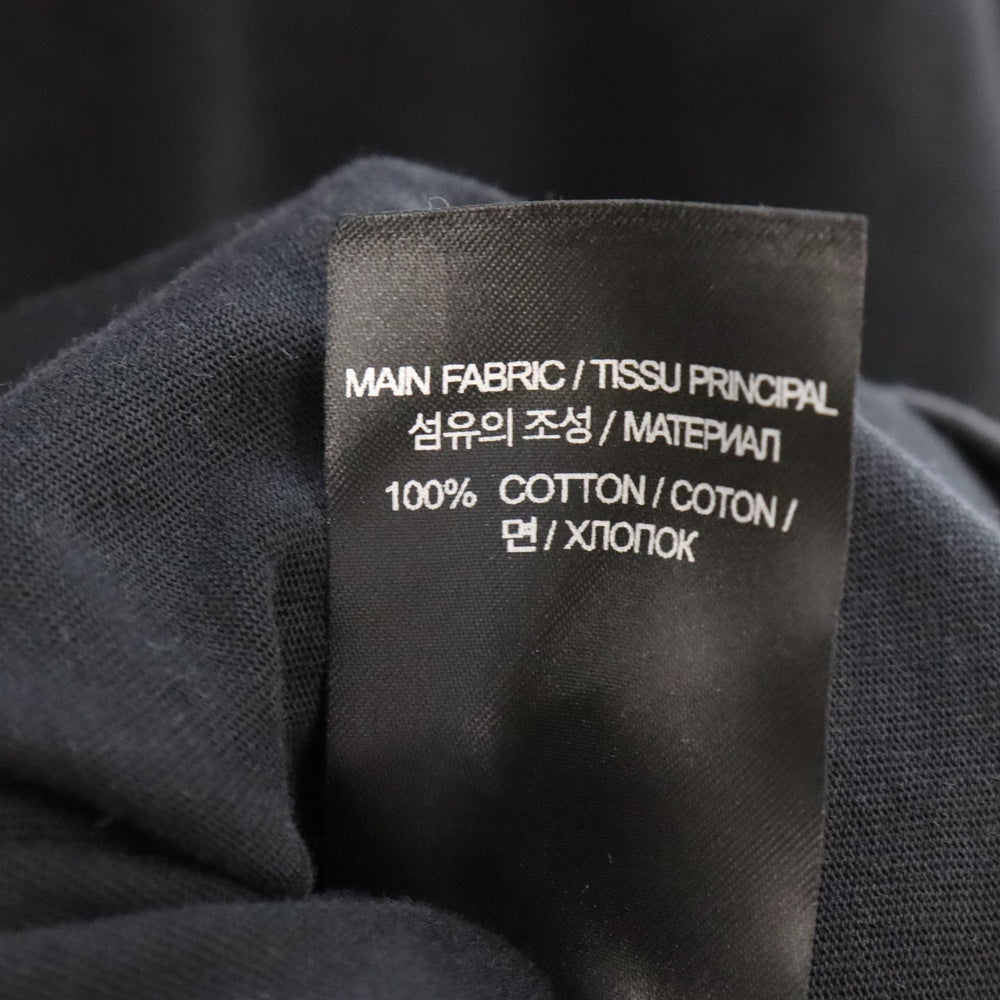 MAIN FABRIC / TISSU PRINCIPAL
섬유의 조성 / МАТЕРИАЛ
100% COTTON / COTON /
면 / ХЛОПОК